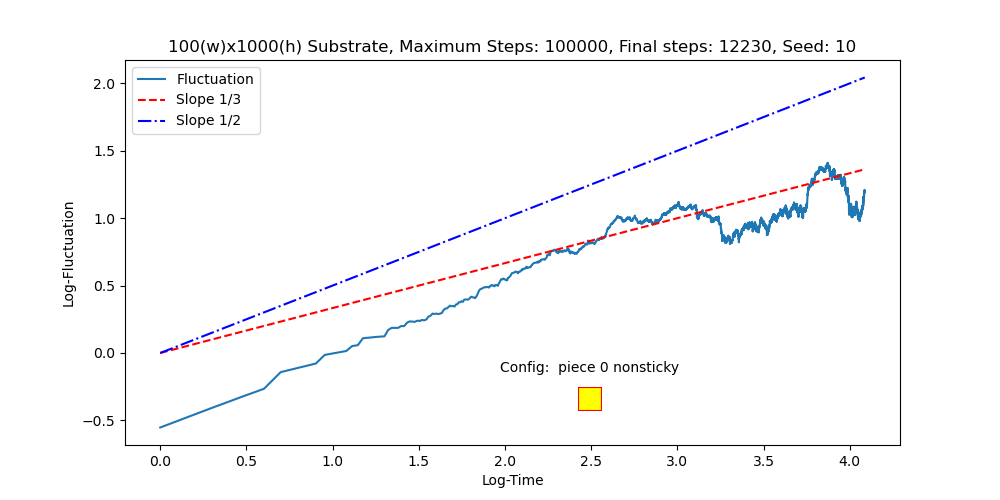 100(w)x1000(h) Substrate, Maximum Steps: 100000, Final steps: 12230, Seed: 10
Fluctuation
Slope 1/3
Slope 1/2
2.0
1.5
1.0
0.5
0.0
−0.5
Log-Fluctuation
Config:  piece 0 nonsticky
0.0 0.5 1.0 1.5 2.0 2.5 3.0 3.5 4.0
Log-Time